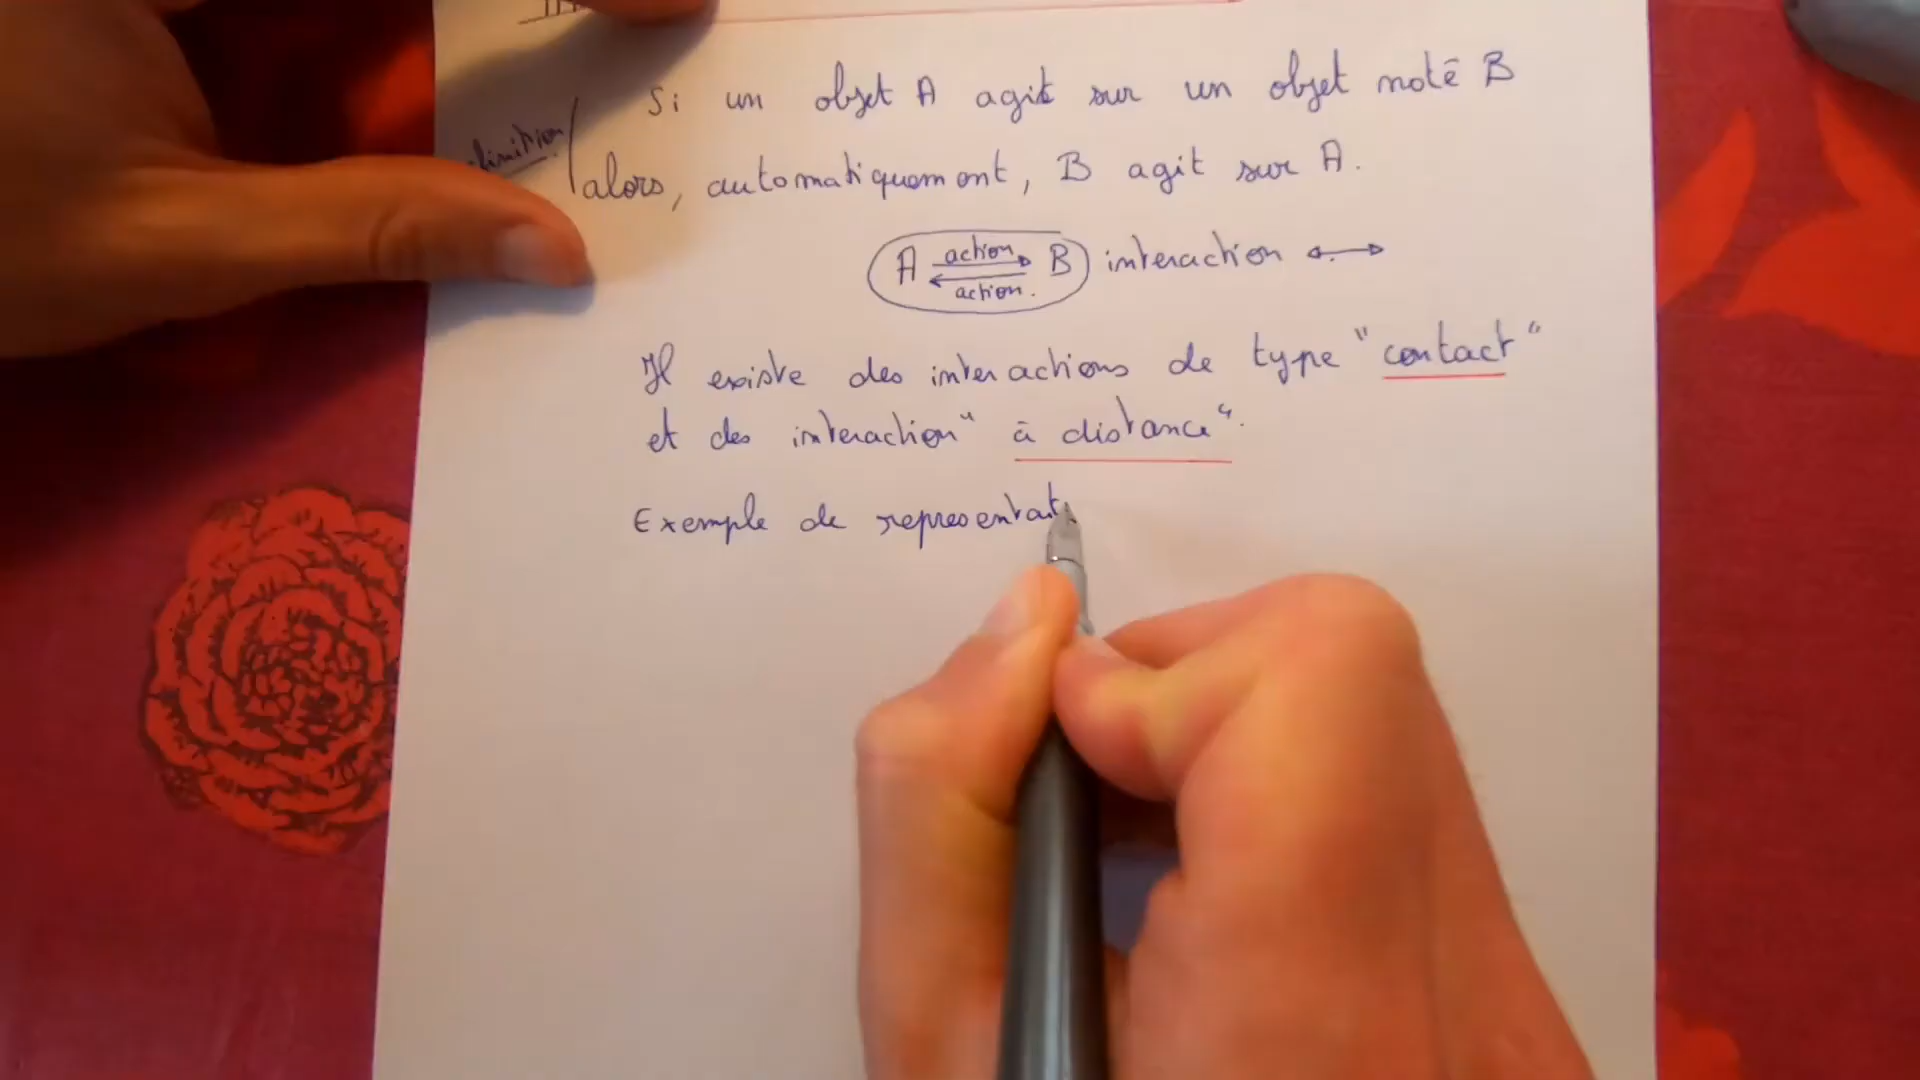 Si un objet A agit sur un objet noté B
alors, automatiquement, B agit sur A.
A action B interaction
action.
Il existe des interactions de type "contact"
et des interaction "à distance".
Exemple de representati